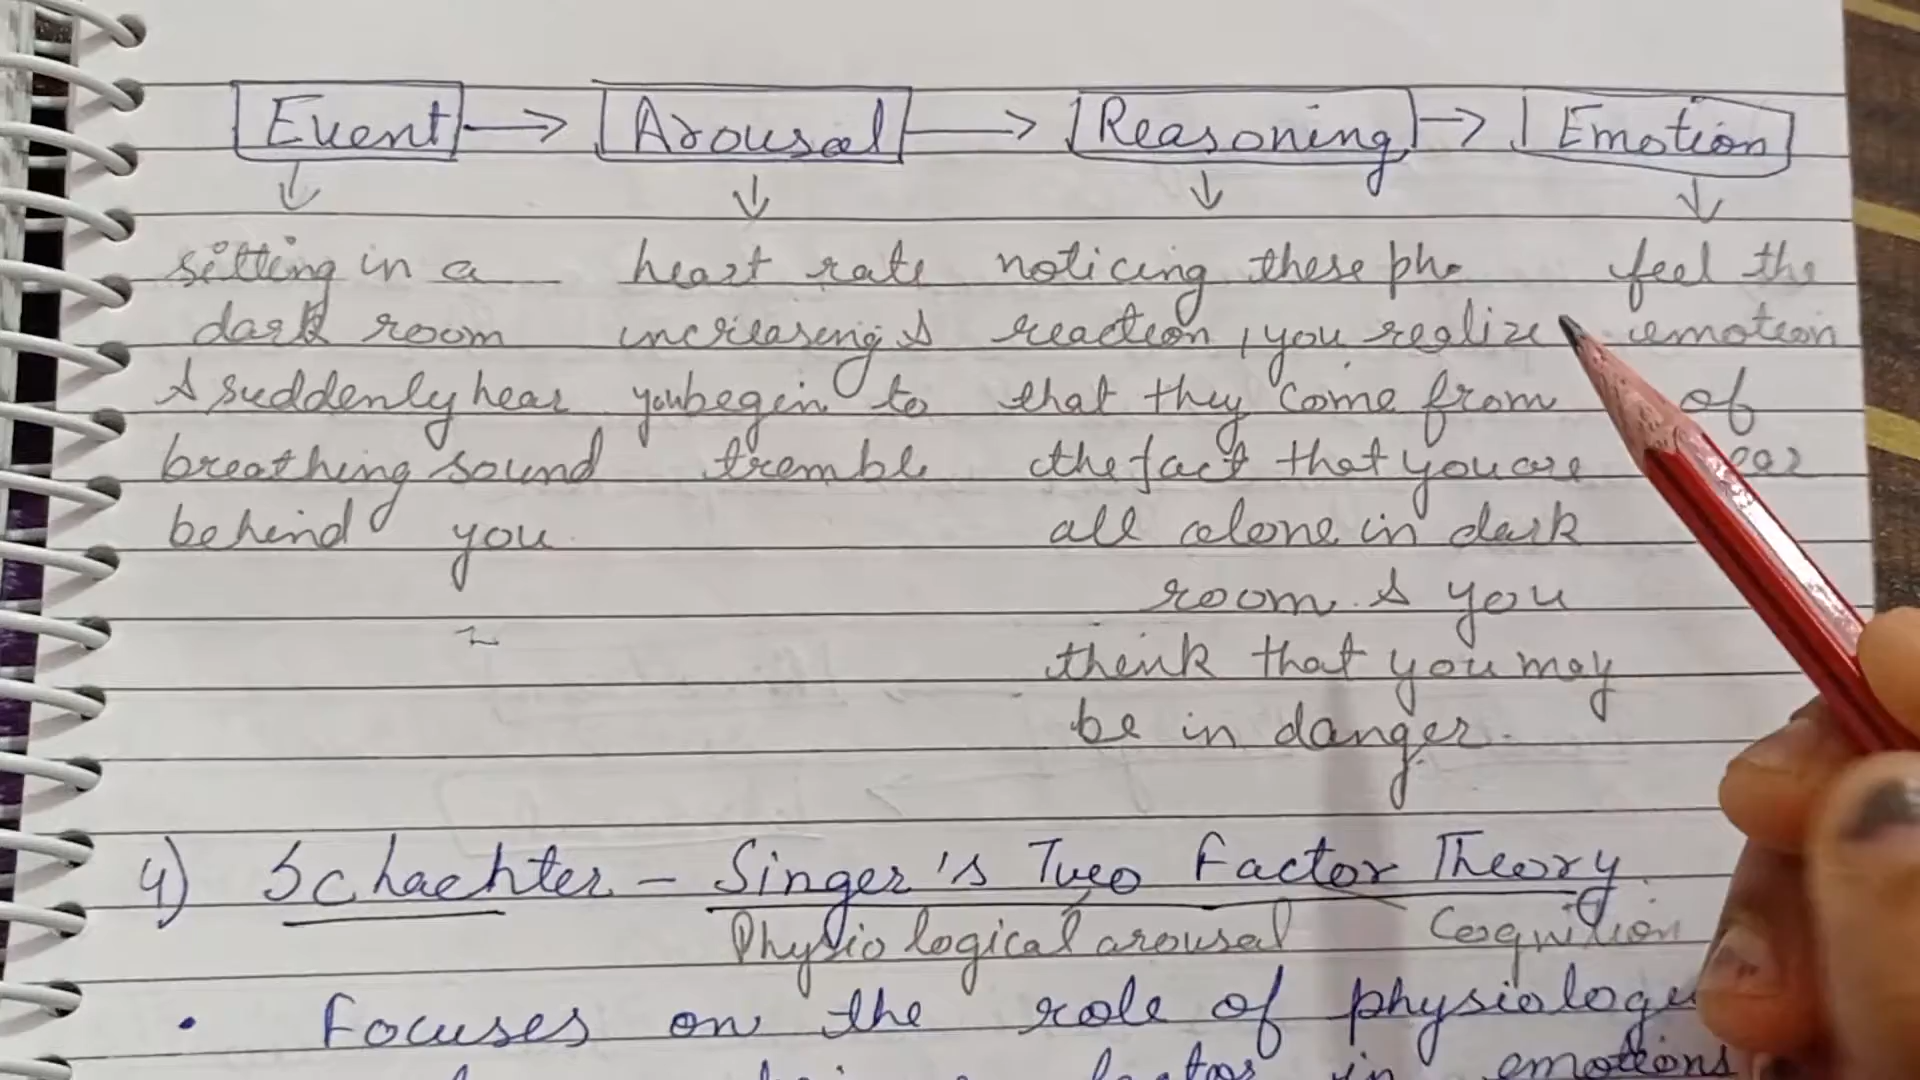 Event → Arousal → Reasoning → Emotion
sitting in a heart rate noticing these phy feel the
dark room increasing & reaction, you realize emotion
& suddenly hear you begin to that they come from of
breathing sound tremble the fact that you are
behind you all alone in dark
room & you
think that you may
be in danger.
4) Schachter - Singer's Two Factor Theory
Physiological arousal Cognition
• Focuses on the role of physiologi
factor in emotions